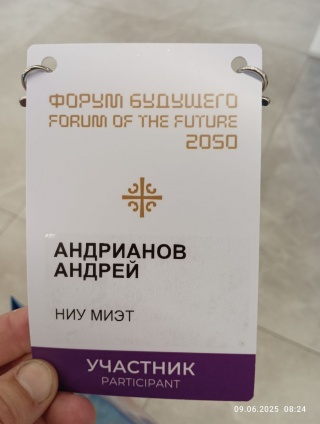 ФОРУМ БУДУЩЕГО
FORUM OF THE FUTURE
2050
АНДРИАНОВ
АНДРЕЙ
НИУ МИЭТ
УЧАСТНИК
PARTICIPANT
09.06.2025 08:24